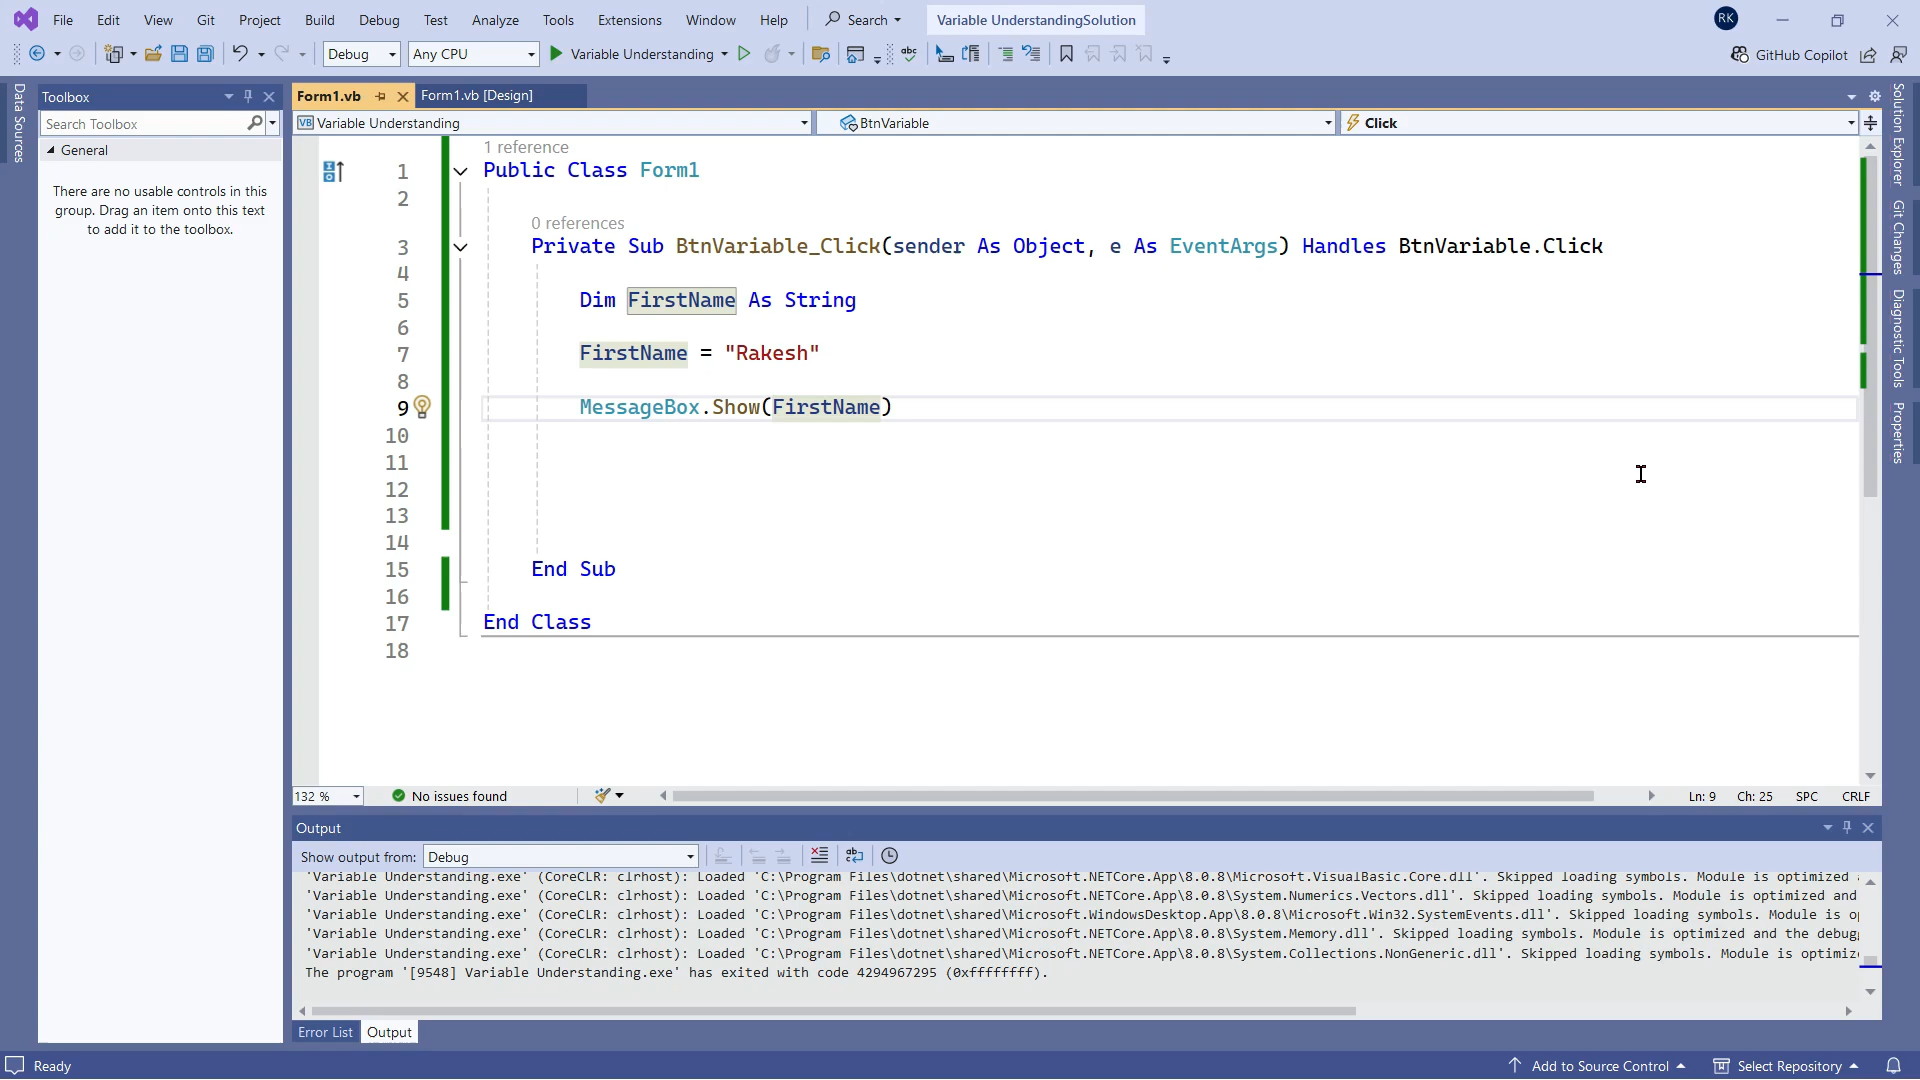 File Edit View Git Project Build Debug Test Analyze Tools Extensions Window Help Search Variable UnderstandingSolution RK
Debug Any CPU Variable Understanding GitHub Copilot
Data Sources
Toolbox
Search Toolbox
General
There are no usable controls in this
group. Drag an item onto this text
to add it to the toolbox.
Form1.vb Form1.vb [Design]
VB Variable Understanding BtnVariable Click
1 reference
1 Public Class Form1
2
0 references
3 Private Sub BtnVariable_Click(sender As Object, e As EventArgs) Handles BtnVariable.Click
4
5 Dim FirstName As String
6
7 FirstName = "Rakesh"
8
9 MessageBox.Show(FirstName)
10
11
12
13
14
15 End Sub
16
17 End Class
18
132 % No issues found Ln: 9 Ch: 25 SPC CRLF
Solution Explorer
Git Changes
Diagnostic Tools
Properties
Output
Show output from: Debug
'Variable Understanding.exe' (CoreCLR: clrhost): Loaded 'C:\Program Files\dotnet\shared\Microsoft.NETCore.App\8.0.8\Microsoft.VisualBasic.Core.dll'. Skipped loading symbols. Module is optimized
'Variable Understanding.exe' (CoreCLR: clrhost): Loaded 'C:\Program Files\dotnet\shared\Microsoft.NETCore.App\8.0.8\System.Numerics.Vectors.dll'. Skipped loading symbols. Module is optimized and
'Variable Understanding.exe' (CoreCLR: clrhost): Loaded 'C:\Program Files\dotnet\shared\Microsoft.WindowsDesktop.App\8.0.8\Microsoft.Win32.SystemEvents.dll'. Skipped loading symbols. Module is
'Variable Understanding.exe' (CoreCLR: clrhost): Loaded 'C:\Program Files\dotnet\shared\Microsoft.NETCore.App\8.0.8\System.Memory.dll'. Skipped loading symbols. Module is optimized and the
'Variable Understanding.exe' (CoreCLR: clrhost): Loaded 'C:\Program Files\dotnet\shared\Microsoft.NETCore.App\8.0.8\System.Collections.NonGeneric.dll'. Skipped loading symbols. Module is
The program '[9548] Variable Understanding.exe' has exited with code 4294967295 (0xffffffff).
Error List Output
Ready Add to Source Control Select Repository